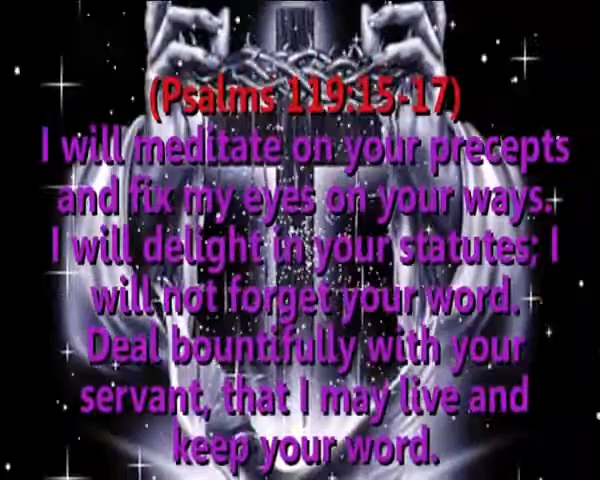 (Psalms 119:15-17)
I will meditate on your precepts
and fix my eyes on your ways.
I will delight in your statutes; I
will not forget your word.
Deal bountifully with your
servant, that I may live and
keep your word.